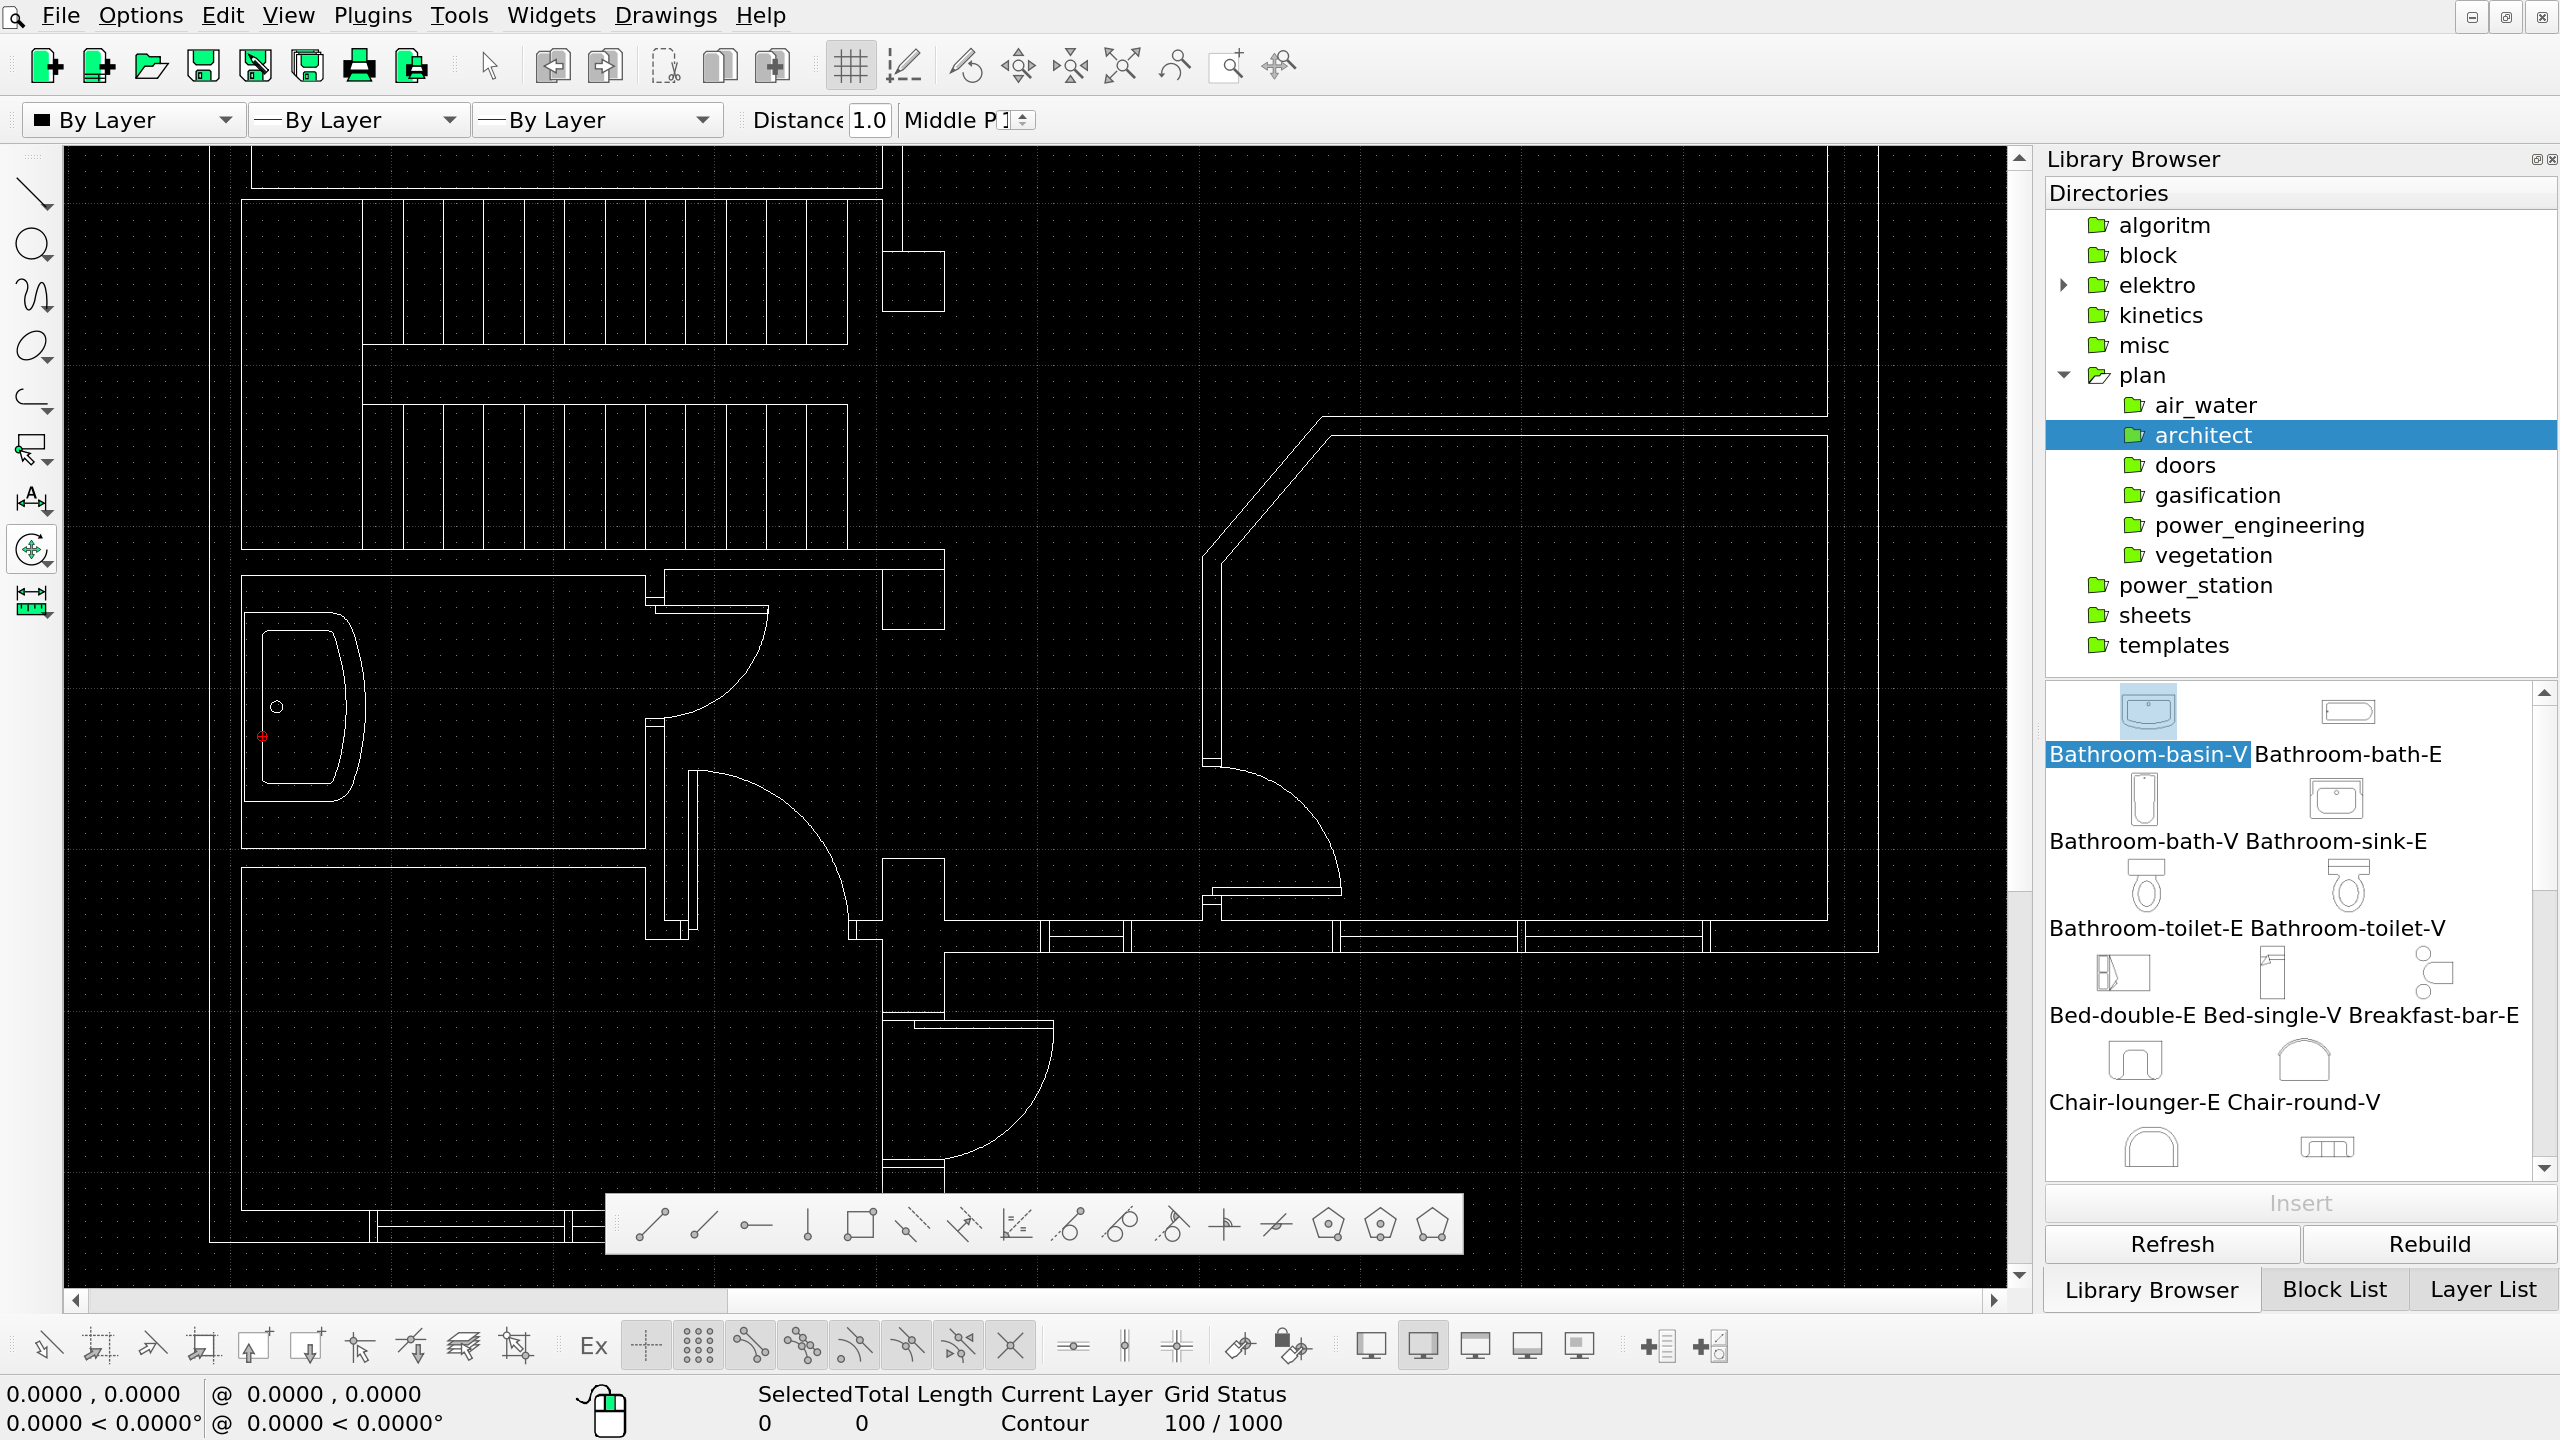 File Options Edit View Plugins Tools Widgets Drawings Help
By Layer By Layer By Layer Distance 1.0 Middle P 1
Library Browser
Directories
algoritm
block
elektro
kinetics
misc
plan
air_water
architect
doors
gasification
power_engineering
vegetation
power_station
sheets
templates
Bathroom-basin-V Bathroom-bath-E
Bathroom-bath-V Bathroom-sink-E
Bathroom-toilet-E Bathroom-toilet-V
Bed-double-E Bed-single-V Breakfast-bar-E
Chair-lounger-E Chair-round-V
Insert
Refresh Rebuild
Library Browser Block List Layer List
Ex
0.0000 , 0.0000 @ 0.0000 , 0.0000 Selected Total Length Current Layer Grid Status
0.0000 < 0.0000° @ 0.0000 < 0.0000° 0 0 Contour 100 / 1000